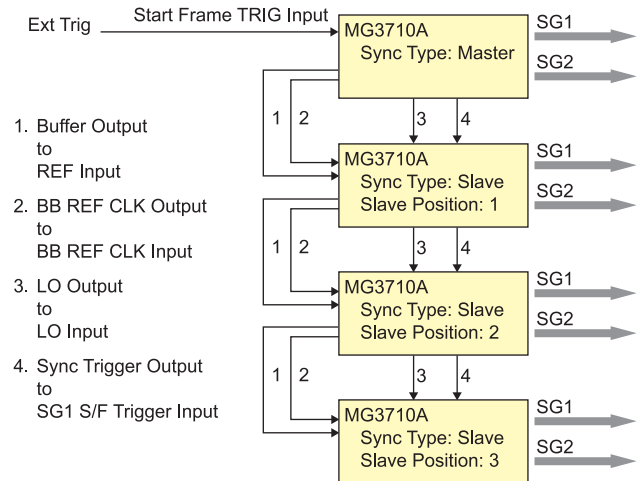 Ext Trig
Start Frame TRIG Input
MG3710A
Sync Type: Master
SG1
SG2
1 2 3 4
1. Buffer Output
to
REF Input
2. BB REF CLK Output
to
BB REF CLK Input
3. LO Output
to
LO Input
4. Sync Trigger Output
to
SG1 S/F Trigger Input
MG3710A
Sync Type: Slave
Slave Position: 1
SG1
SG2
1 2 3 4
MG3710A
Sync Type: Slave
Slave Position: 2
SG1
SG2
1 2 3 4
MG3710A
Sync Type: Slave
Slave Position: 3
SG1
SG2